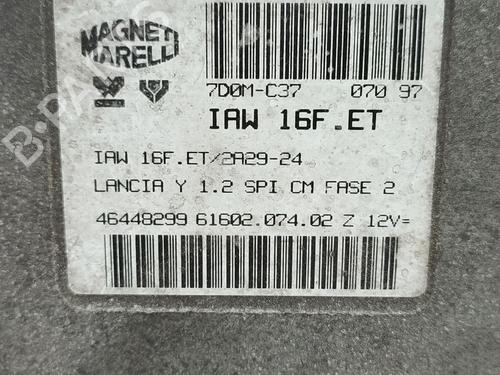 MAGNETI
MARELLI
7D0M-C37 070 97
IAW 16F.ET
IAW 16F.ET/2A29-24
LANCIA Y 1.2 SPI CM FASE 2
46448299 61602.074.02 Z 12V=